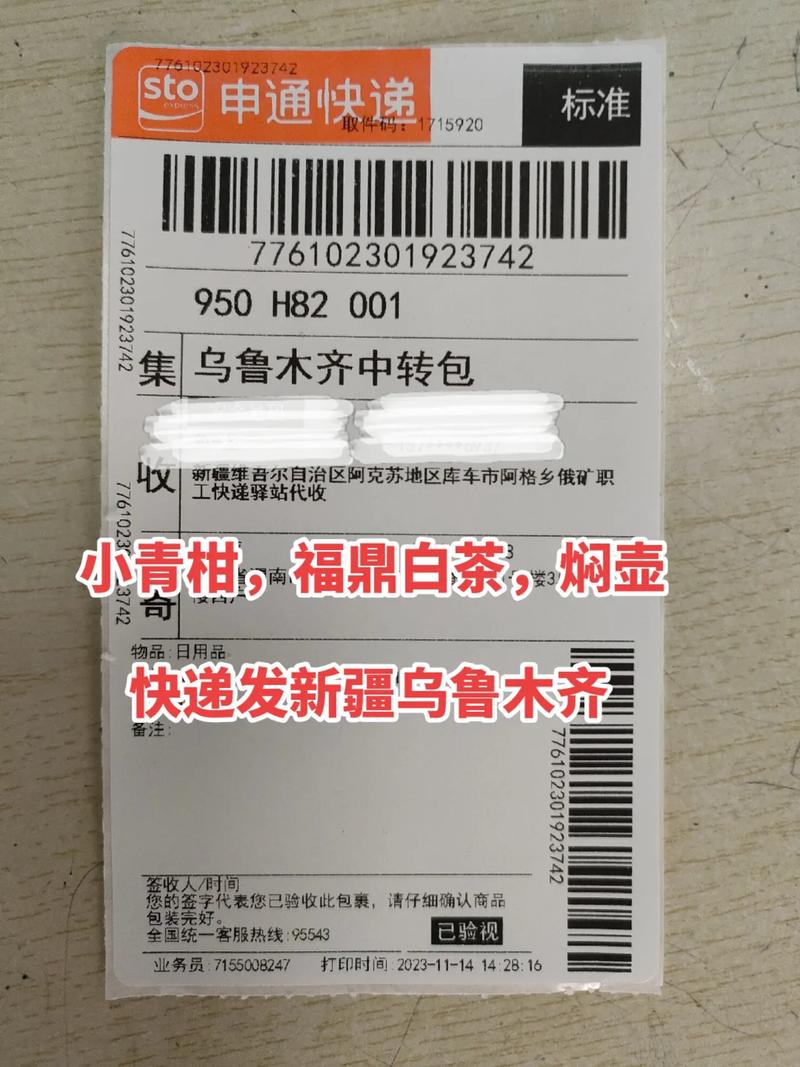 776102301923742
sto
express
申通快递
取件码：1715920
标准
776102301923742
776102301923742
950 H82 001
集
乌鲁木齐中转包
收
新疆维吾尔自治区阿克苏地区库车市阿格乡俄矿职
工快递驿站代收
776102301923742
小青柑，福鼎白茶，焖壶
寄
物品:日用品
快递发新疆乌鲁木齐
备注:
776102301923742
签收人/时间
您的签字代表您已验收此包裹，请仔细确认商品
包装完好。
全国统一客服热线:95543
已验视
业务员:7155008247
打印时间:2023-11-14 14:28:16